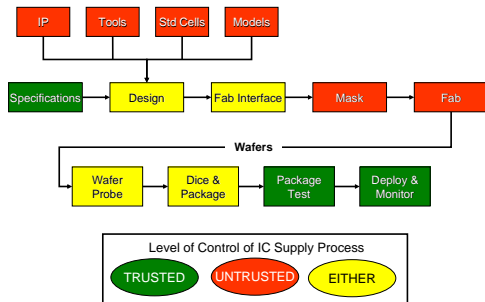 IP Tools Std Cells Models
Specifications Design Fab Interface Mask Fab
Wafers
Wafer Probe
Dice & Package
Package Test
Deploy & Monitor
Level of Control of IC Supply Process
TRUSTED UNTRUSTED EITHER